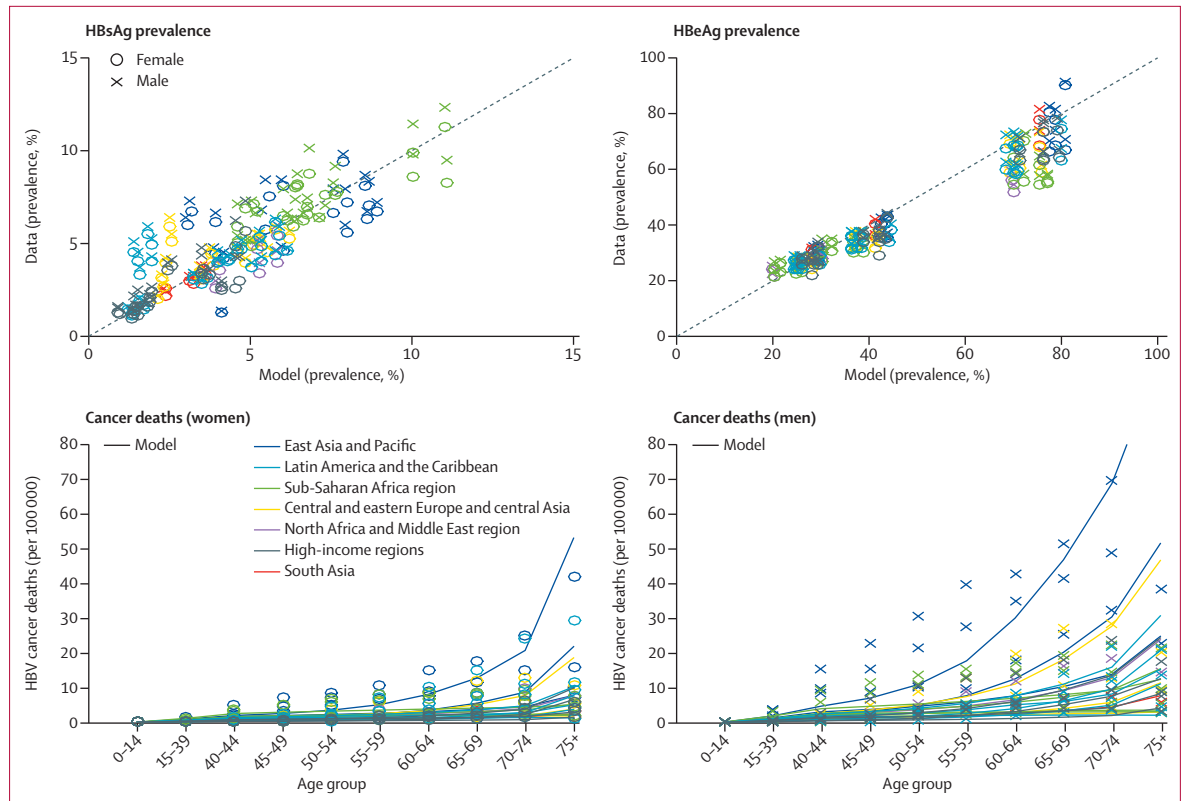 HBsAg prevalence
Female
Male
15
10
5
0
Data (prevalence, %)
0
5
10
15
Model (prevalence, %)
HBeAg prevalence
100
80
60
40
20
0
Data (prevalence, %)
0
20
40
60
80
100
Model (prevalence, %)
Cancer deaths (women)
Model
East Asia and Pacific
Latin America and the Caribbean
Sub-Saharan Africa region
Central and eastern Europe and central Asia
North Africa and Middle East region
High-income regions
South Asia
80
70
60
50
40
30
20
10
0
HBV cancer deaths (per 100 000)
0–14
15–39
40–44
45–49
50–54
55–59
60–64
65–69
70–74
75+
Age group
Cancer deaths (men)
Model
80
70
60
50
40
30
20
10
0
HBV cancer deaths (per 100 000)
0–14
15–39
40–44
45–49
50–54
55–59
60–64
65–69
70–74
75+
Age group